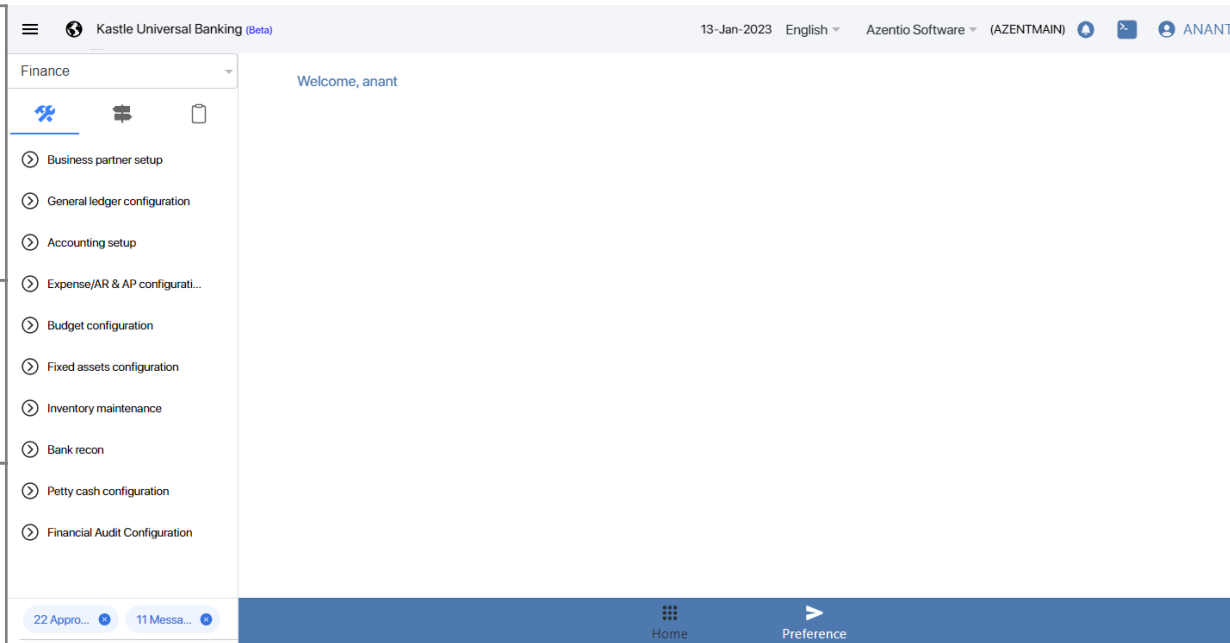 Kastle Universal Banking (Beta)
13-Jan-2023 English Azentio Software (AZENTMAIN) ANANT
Finance
Welcome, anant
Business partner setup
General ledger configuration
Accounting setup
Expense/AR & AP configurati...
Budget configuration
Fixed assets configuration
Inventory maintenance
Bank recon
Petty cash configuration
Financial Audit Configuration
22 Appro... 11 Messa...
Home Preference